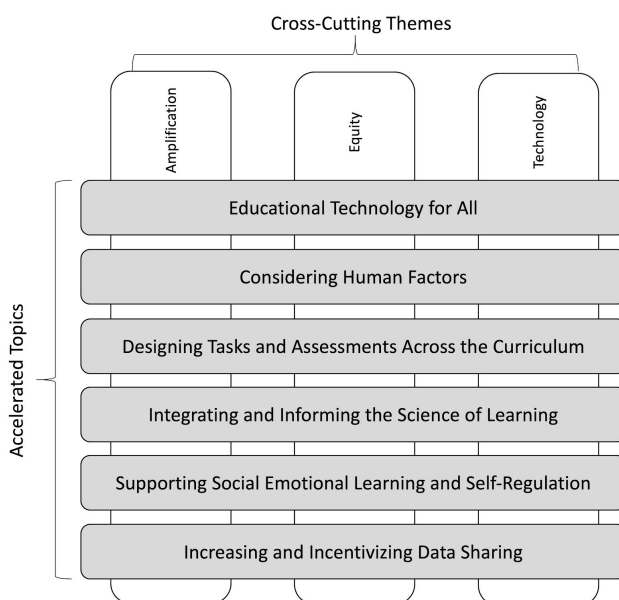 Cross-Cutting Themes
Amplification
Equity
Technology
Accelerated Topics
Educational Technology for All
Considering Human Factors
Designing Tasks and Assessments Across the Curriculum
Integrating and Informing the Science of Learning
Supporting Social Emotional Learning and Self-Regulation
Increasing and Incentivizing Data Sharing